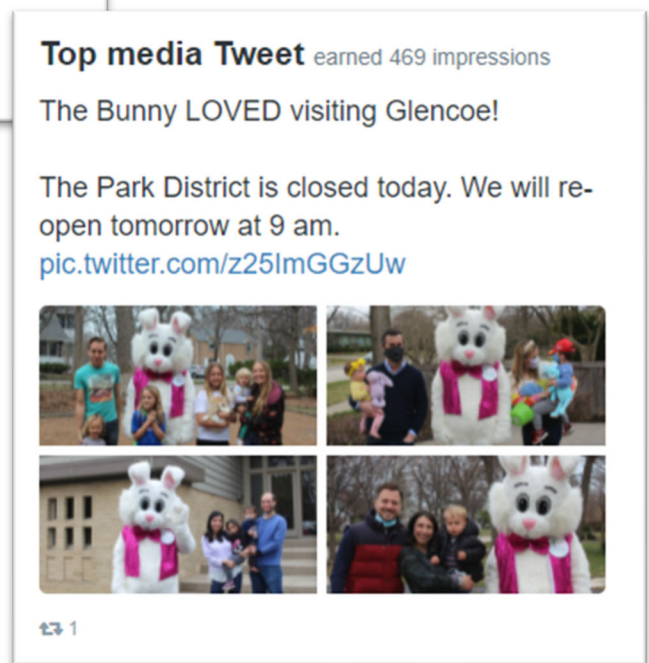 Top media Tweet earned 469 impressions
The Bunny LOVED visiting Glencoe!
The Park District is closed today. We will re-
open tomorrow at 9 am.
pic.twitter.com/z25ImGGzUw
1